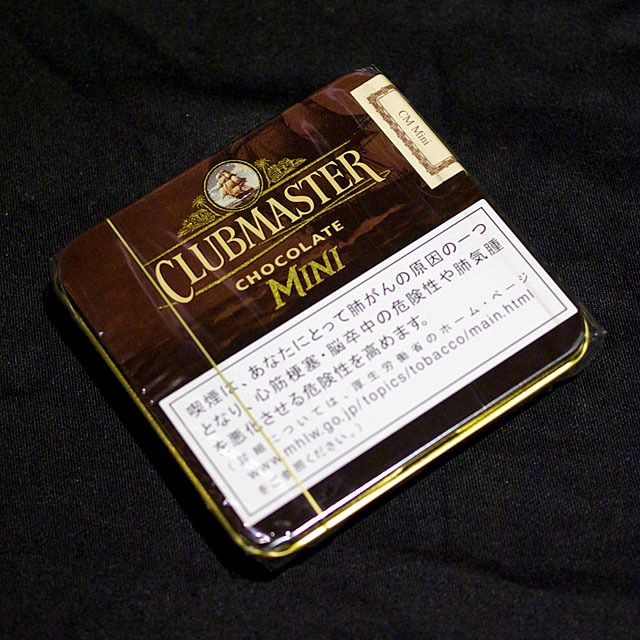 CM Mini
CLUBMASTER
CHOCOLATE
MINI
喫煙は、あなたにとって肺がんの原因の一つ
となり、心筋梗塞・脳卒中の危険性や肺気腫
を悪化させる危険性を高めます。
(詳細については、厚生労働省のホーム・ページ
www.mhlw.go.jp/topics/tobacco/main.html
をご参照ください。)